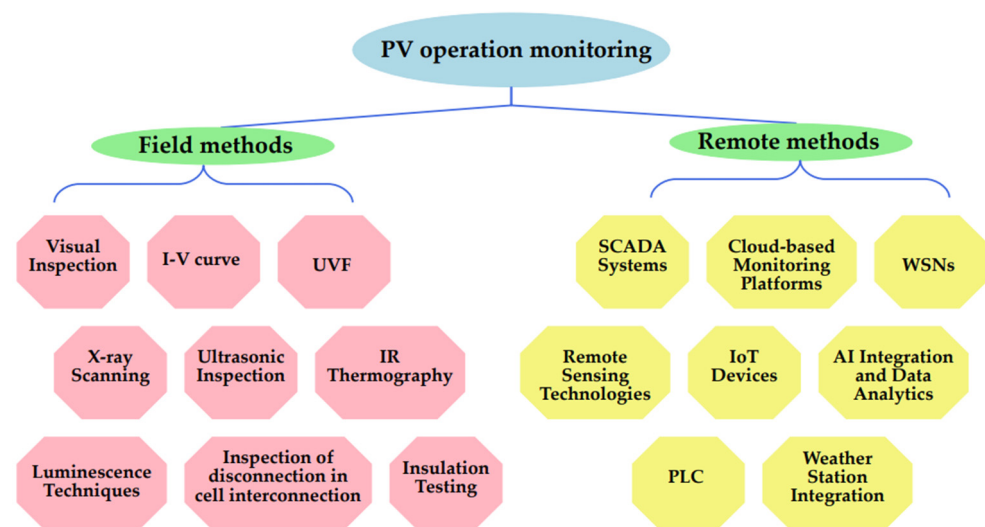 PV operation monitoring
Field methods
Visual
Inspection
I-V curve
UVF
X-ray
Scanning
Ultrasonic
Inspection
IR
Thermography
Luminescence
Techniques
Inspection of
disconnection in
cell interconnection
Insulation
Testing
Remote methods
SCADA
Systems
Cloud-based
Monitoring
Platforms
WSNs
Remote
Sensing
Technologies
IoT
Devices
AI Integration
and Data
Analytics
PLC
Weather
Station
Integration